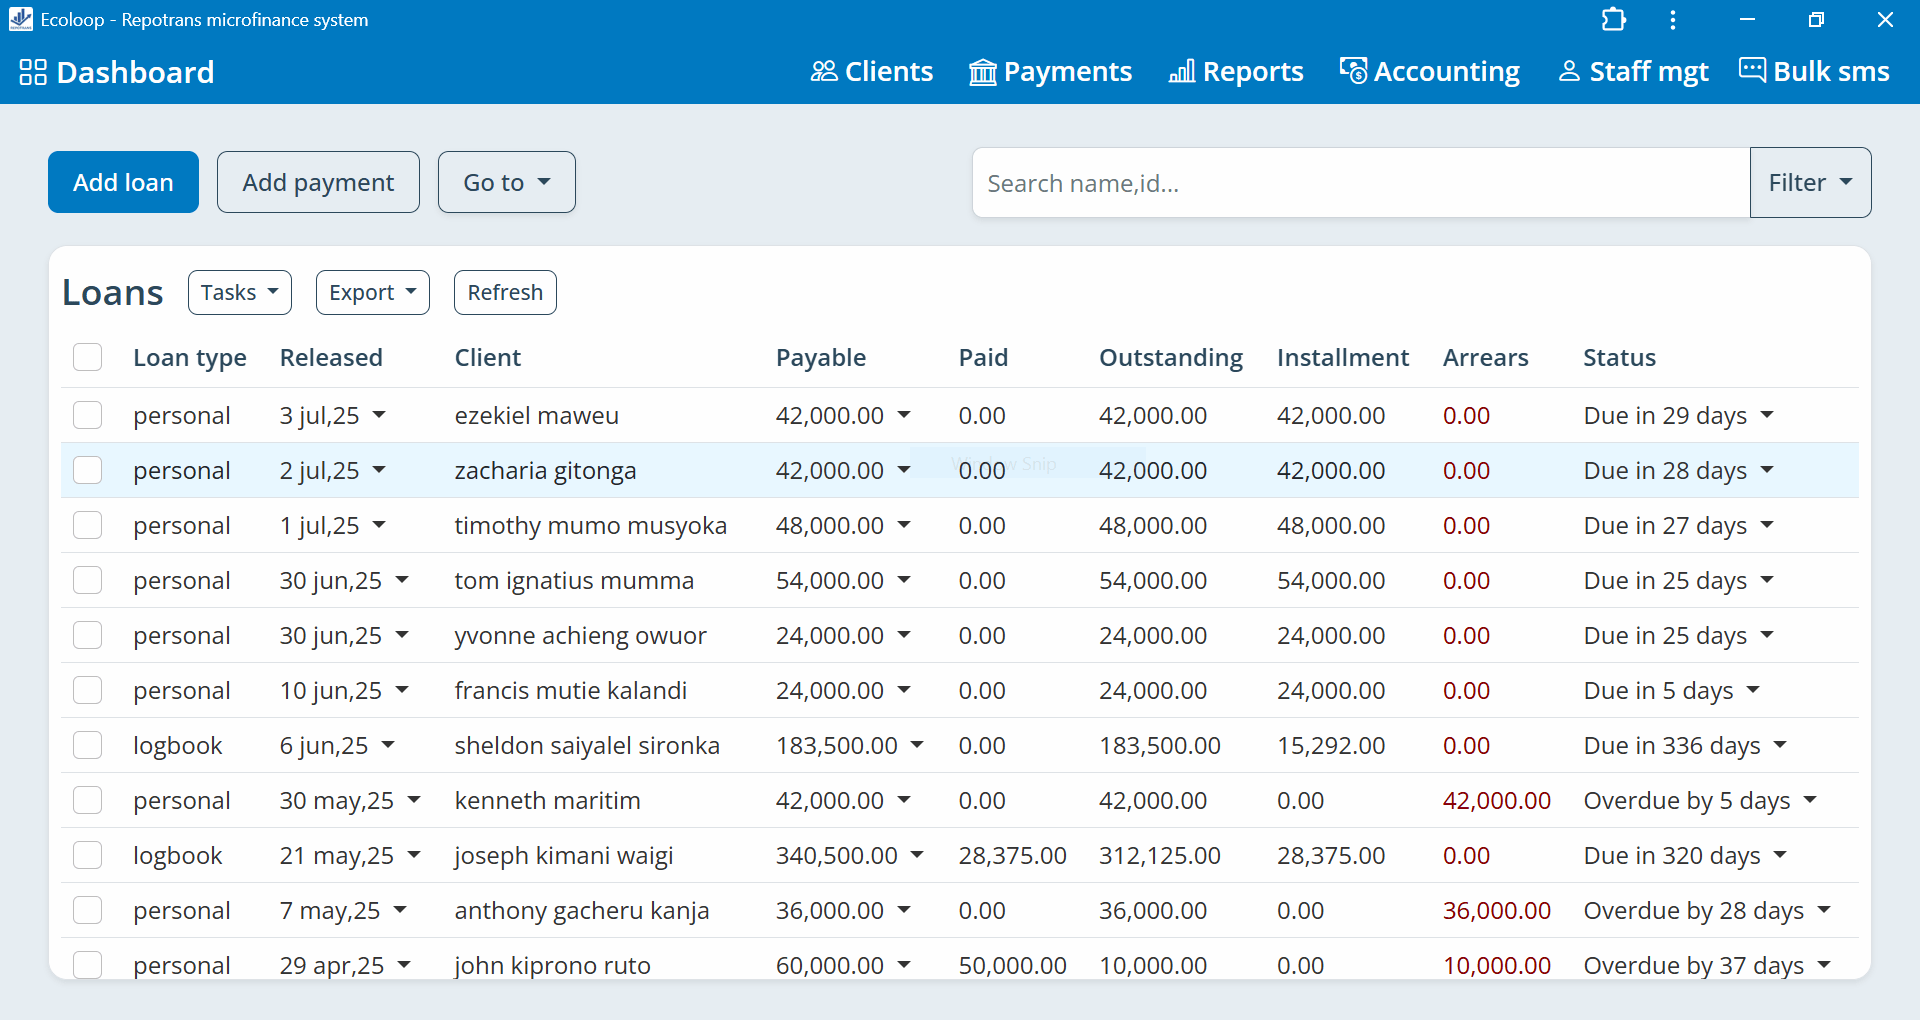 Ecoloop - Repotrans microfinance system
Dashboard Clients Payments Reports Accounting Staff mgt Bulk sms
Add loan Add payment Go to Search name,id... Filter
Loans Tasks Export Refresh
Loan type Released Client Payable Paid Outstanding Installment Arrears Status
personal 3 jul,25 ezekiel maweu 42,000.00 0.00 42,000.00 42,000.00 0.00 Due in 29 days
Window Snip
personal 2 jul,25 zacharia gitonga 42,000.00 0.00 42,000.00 42,000.00 0.00 Due in 28 days
personal 1 jul,25 timothy mumo musyoka 48,000.00 0.00 48,000.00 48,000.00 0.00 Due in 27 days
personal 30 jun,25 tom ignatius mumma 54,000.00 0.00 54,000.00 54,000.00 0.00 Due in 25 days
personal 30 jun,25 yvonne achieng owuor 24,000.00 0.00 24,000.00 24,000.00 0.00 Due in 25 days
personal 10 jun,25 francis mutie kalandi 24,000.00 0.00 24,000.00 24,000.00 0.00 Due in 5 days
logbook 6 jun,25 sheldon saiyalel sironka 183,500.00 0.00 183,500.00 15,292.00 0.00 Due in 336 days
personal 30 may,25 kenneth maritim 42,000.00 0.00 42,000.00 0.00 42,000.00 Overdue by 5 days
logbook 21 may,25 joseph kimani waigi 340,500.00 28,375.00 312,125.00 28,375.00 0.00 Due in 320 days
personal 7 may,25 anthony gacheru kanja 36,000.00 0.00 36,000.00 0.00 36,000.00 Overdue by 28 days
personal 29 apr,25 john kiprono ruto 60,000.00 50,000.00 10,000.00 0.00 10,000.00 Overdue by 37 days